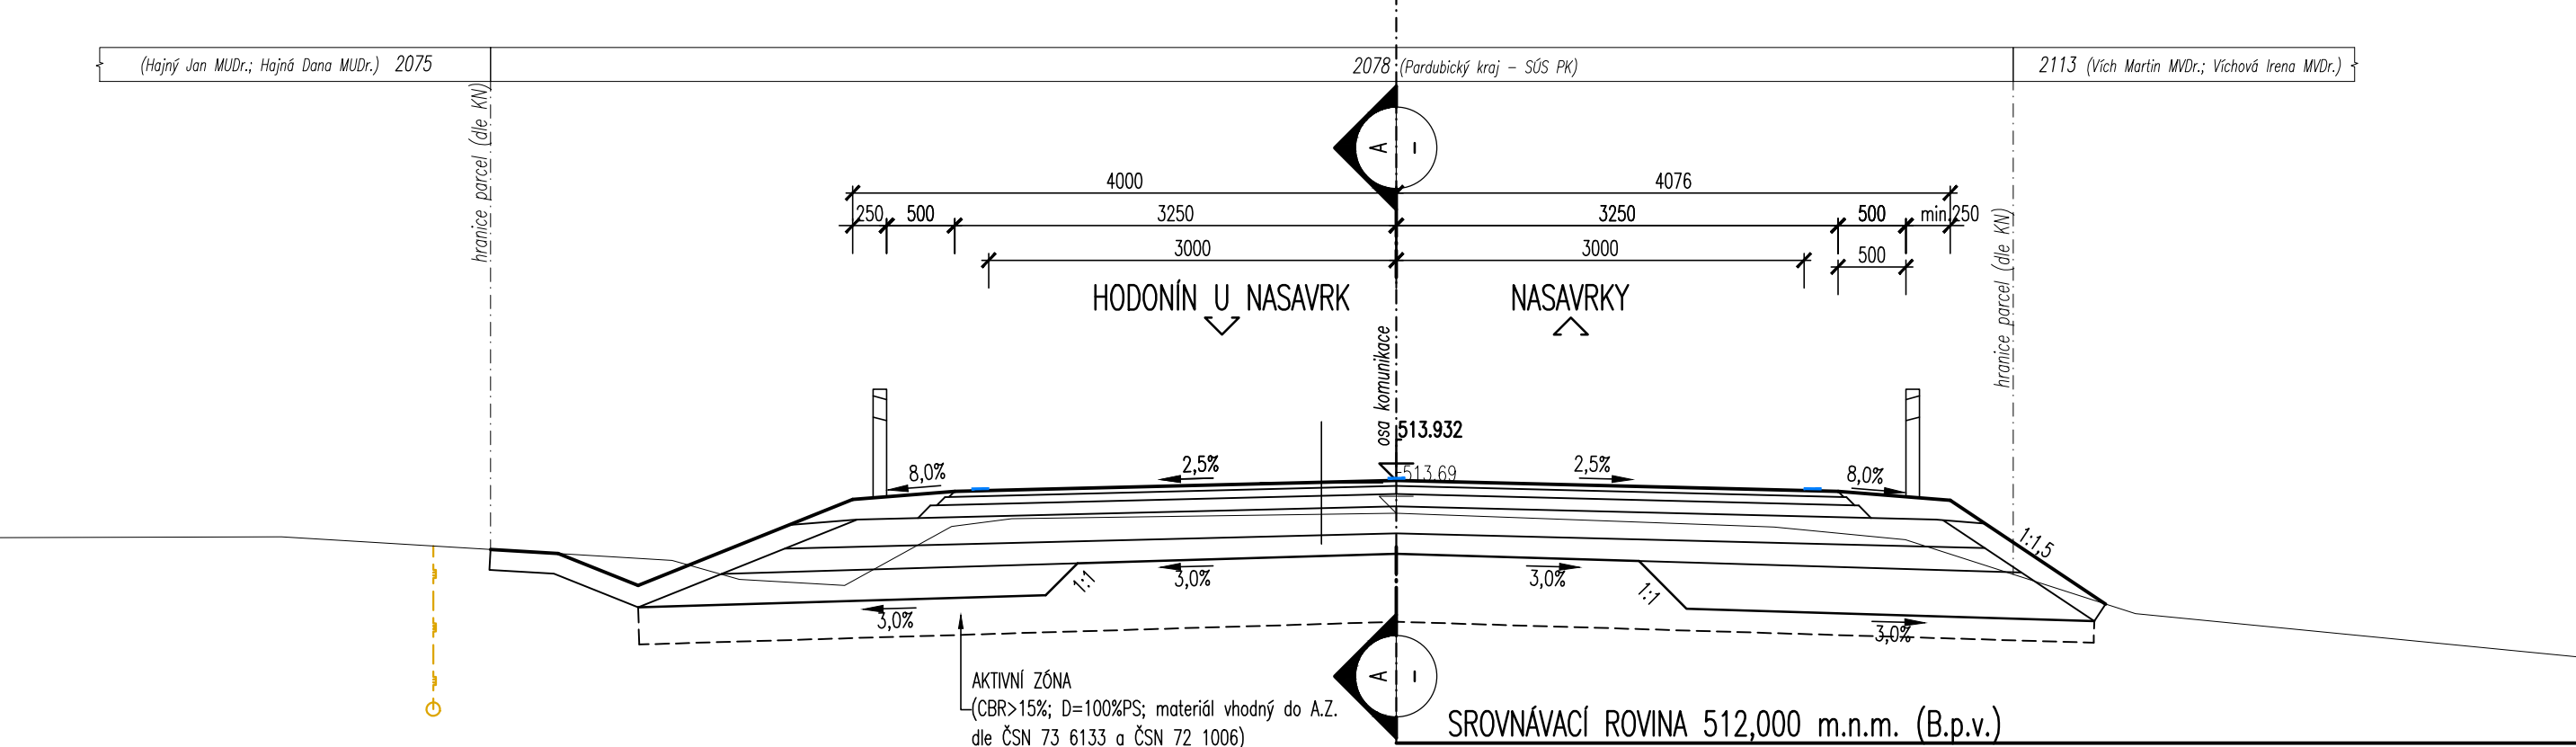 (Hajný Jan MUDr.; Hajná Dana MUDr.) 2075
2078 (Pardubický kraj – SÚS PK)
2113 (Vích Martin MVDr.; Víchová Irena MVDr.)
hranice parcel (dle KN)
hranice parcel (dle KN)
A
–
4000
4076
250
500
3250
3250
500
min.250
3000
3000
500
HODONÍN U NASAVRK
NASAVRKY
osa komunikace
513.932
513.69
8,0%
2,5%
2,5%
8,0%
1:1,5
3,0%
1:1
3,0%
3,0%
1:1
3,0%
AKTIVNÍ ZÓNA
(CBR>15%; D=100%PS; materiál vhodný do A.Z.
dle ČSN 73 6133 a ČSN 72 1006)
A
–
SROVNÁVACÍ ROVINA 512,000 m.n.m. (B.p.v.)